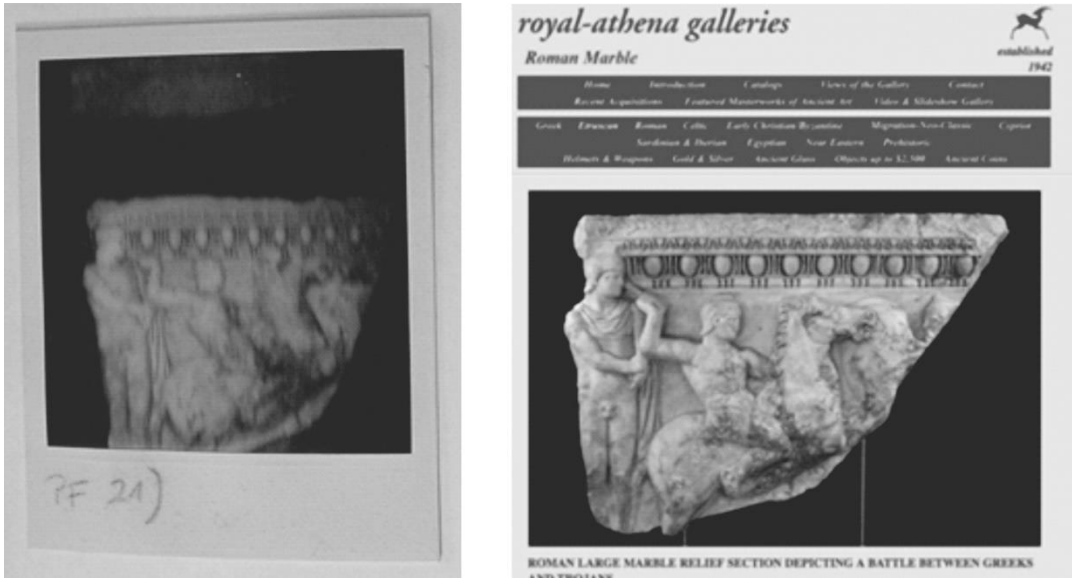 PF 21)
royal-athena galleries
Roman Marble
established
1942
Home Introduction Catalogs Views of the Gallery Contact
Recent Acquisitions Featured Masterworks of Ancient Art Video & Slideshow Gallery
Greek Etruscan Roman Celtic Early Christian/Byzantine Migration-Neo-Classic Cypriot
Sardinian & Iberian Egyptian Near Eastern Prehistoric
Helmets & Weapons Gold & Silver Ancient Glass Objects up to $2,500 Ancient Coins
ROMAN LARGE MARBLE RELIEF SECTION DEPICTING A BATTLE BETWEEN GREEKS
AND TROJANS